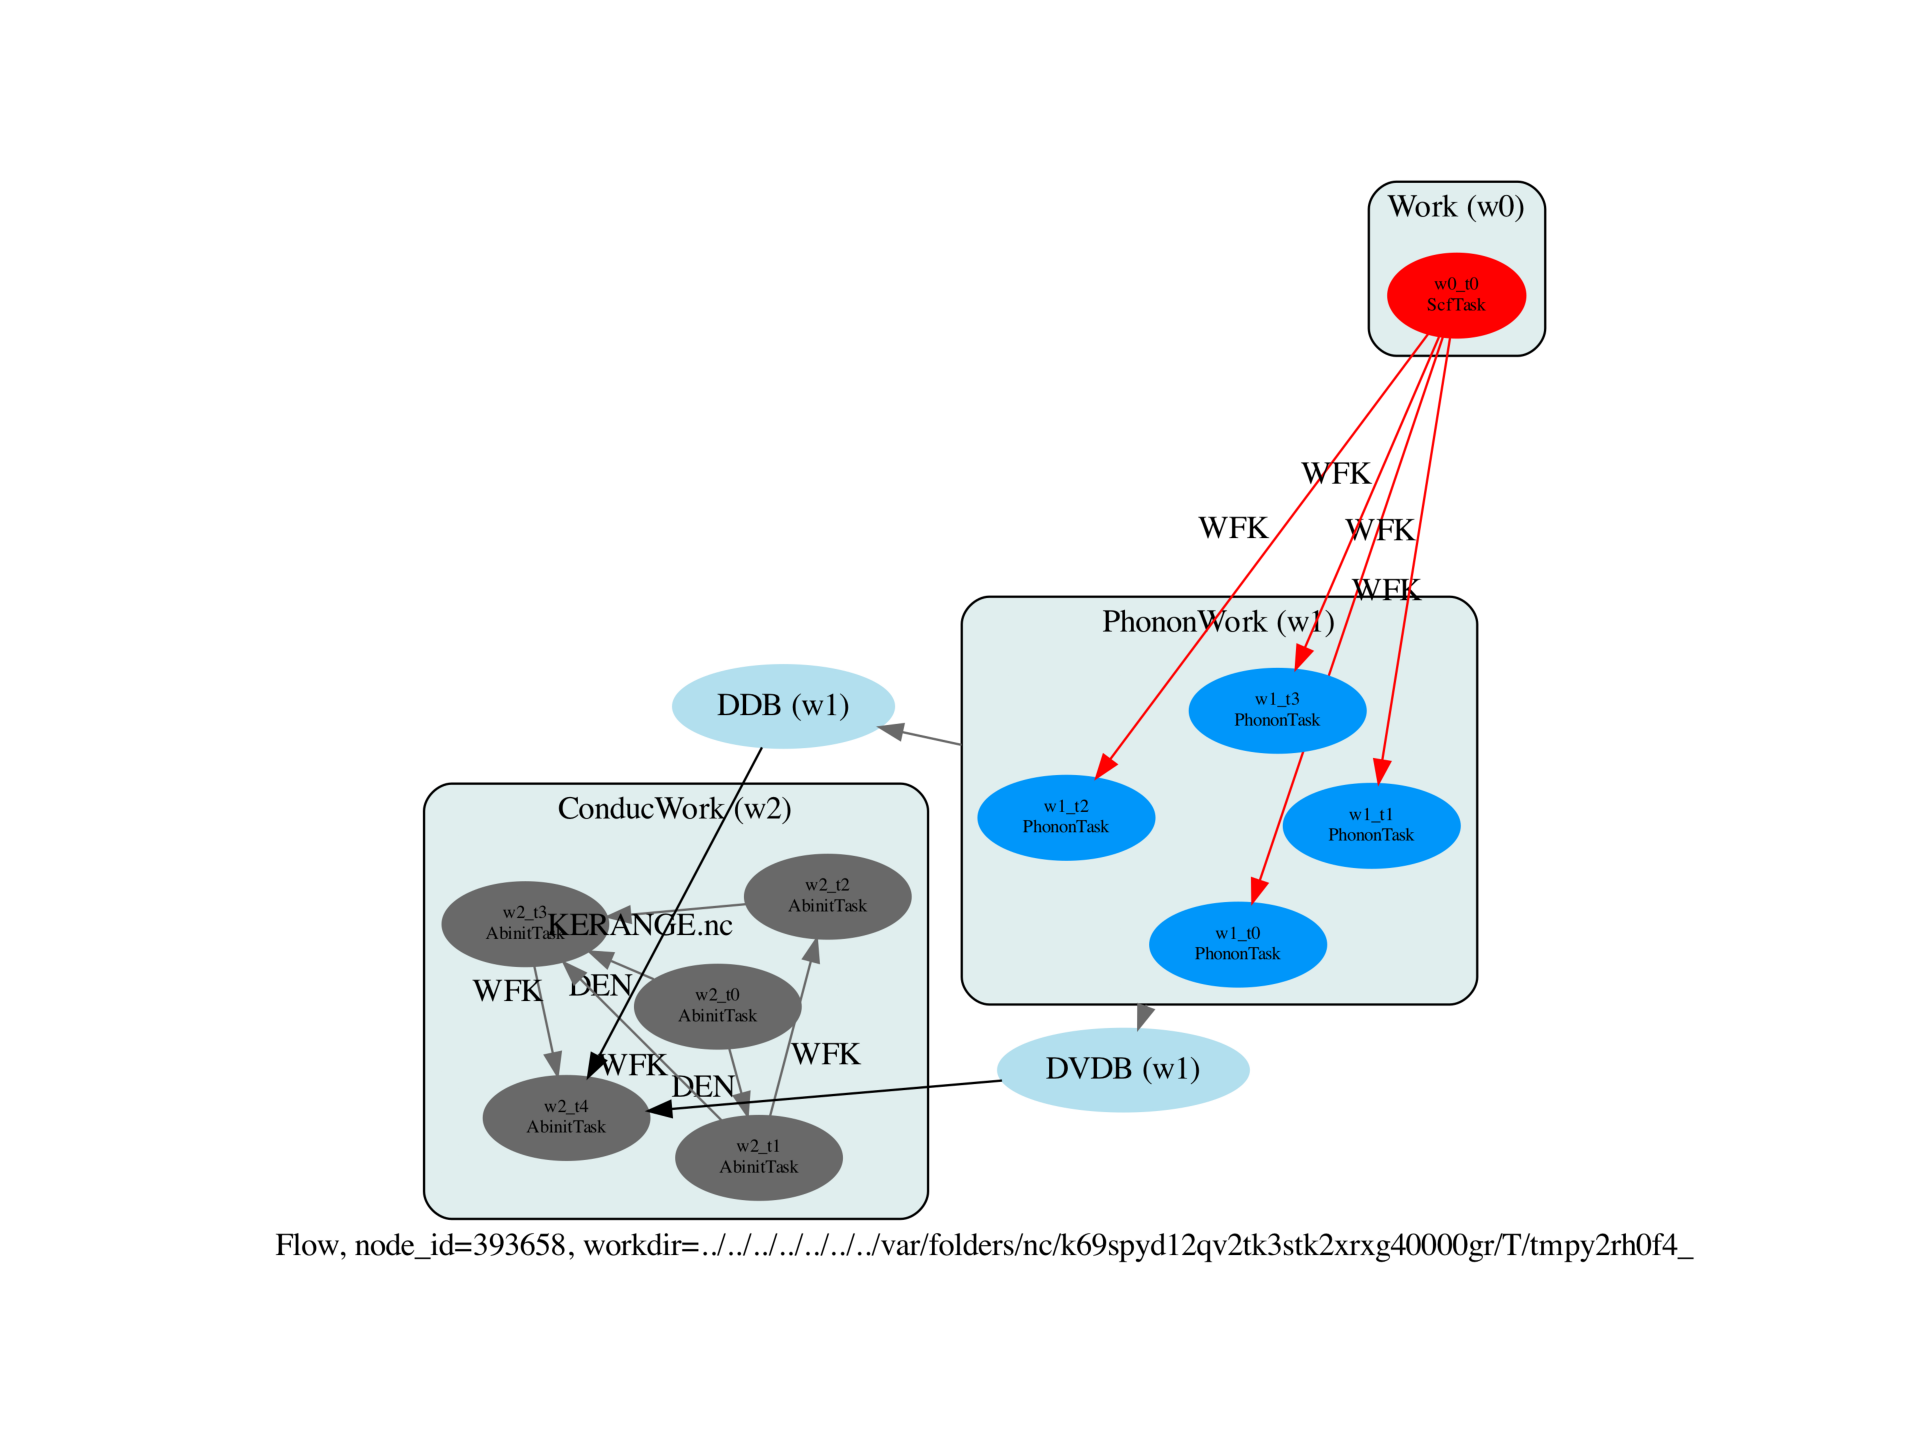 Work (w0)
w0_t0
ScfTask
WFK
WFK
WFK
WFK
PhononWork (w1)
w1_t3
PhononTask
w1_t2
PhononTask
w1_t1
PhononTask
w1_t0
PhononTask
DDB (w1)
DVDB (w1)
ConducWork (w2)
w2_t2
AbinitTask
w2_t3
AbinitTask
KERANGE.nc
WFK
DEN
w2_t0
AbinitTask
WFK
WFK
DEN
w2_t4
AbinitTask
w2_t1
AbinitTask
Flow, node_id=393658, workdir=../../../../../../../var/folders/nc/k69spyd12qv2tk3stk2xrxg40000gr/T/tmpy2rh0f4_